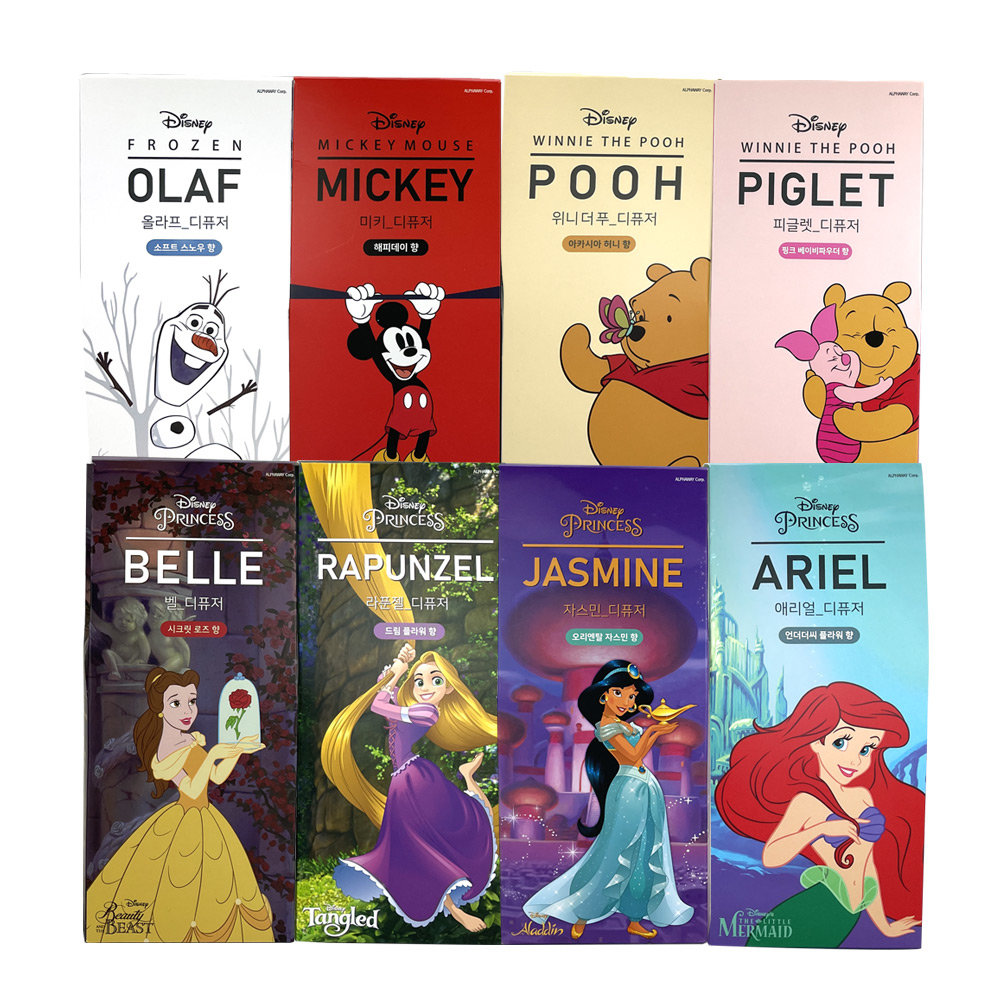 ALPHAWAY Corp.
Disney
FROZEN
OLAF
올라프_디퓨저
소프트 스노우 향
ALPHAWAY Corp.
Disney
MICKEY MOUSE
MICKEY
미키_디퓨저
해피데이 향
ALPHAWAY Corp.
Disney
WINNIE THE POOH
POOH
위니 더 푸_디퓨저
아카시아 허니 향
ALPHAWAY Corp.
Disney
WINNIE THE POOH
PIGLET
피글렛_디퓨저
핑크 베이비파우더 향
ALPHAWAY Corp.
Disney
PRINCESS
BELLE
벨_디퓨저
시크릿 로즈 향
Disney
Beauty
AND THE BEAST
ALPHAWAY Corp.
Disney
PRINCESS
RAPUNZEL
라푼젤_디퓨저
드림 플라워 향
Disney
Tangled
ALPHAWAY Corp.
Disney
PRINCESS
JASMINE
자스민_디퓨저
오리엔탈 자스민 향
Disney
Aladdin
ALPHAWAY Corp.
Disney
PRINCESS
ARIEL
애리얼_디퓨저
언더더씨 플라워 향
Disney's
THE LITTLE
MERMAID